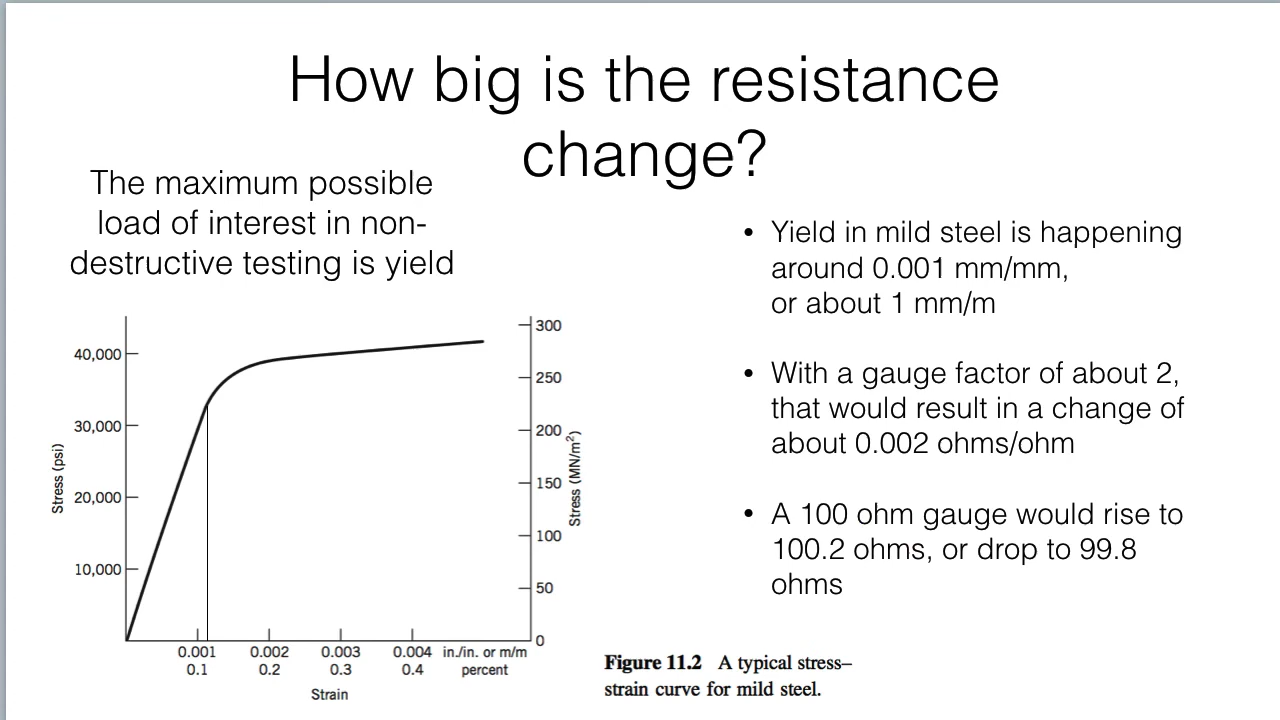 How big is the resistance
change?
The maximum possible
load of interest in non-
destructive testing is yield
• Yield in mild steel is happening
around 0.001 mm/mm,
or about 1 mm/m
• With a gauge factor of about 2,
that would result in a change of
about 0.002 ohms/ohm
• A 100 ohm gauge would rise to
100.2 ohms, or drop to 99.8
ohms
Stress (psi)
40,000
30,000
20,000
10,000
300
250
200
150
100
50
0
Stress (MN/m²)
0.001 0.002 0.003 0.004 in./in. or m/m
0.1 0.2 0.3 0.4 percent
Strain
Figure 11.2 A typical stress–
strain curve for mild steel.